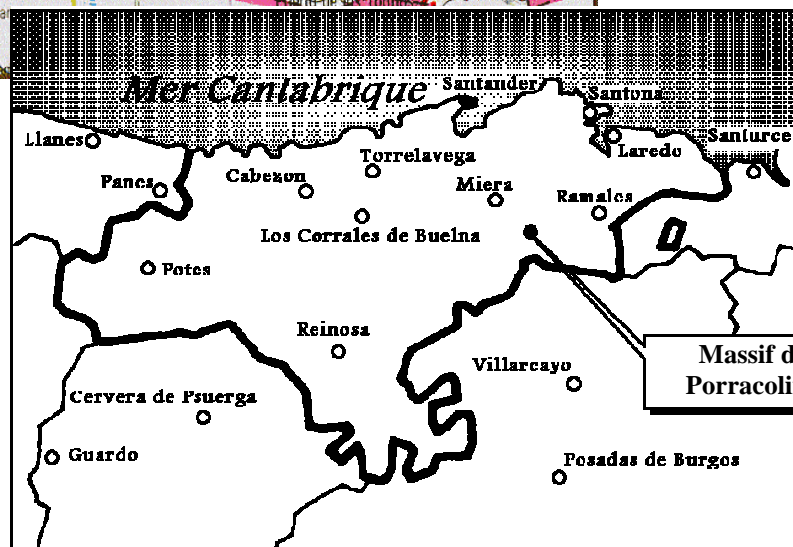 Mer Cantabrique
Santander
Santona
Llanes
Laredo
Santurce
Torrelavega
Panes
Cabezon
Miera
Ramales
Los Corrales de Buelna
Potes
Reinosa
Massif d
Porracoli
Villarcayo
Cervera de Psuerga
Guardo
Posadas de Burgos